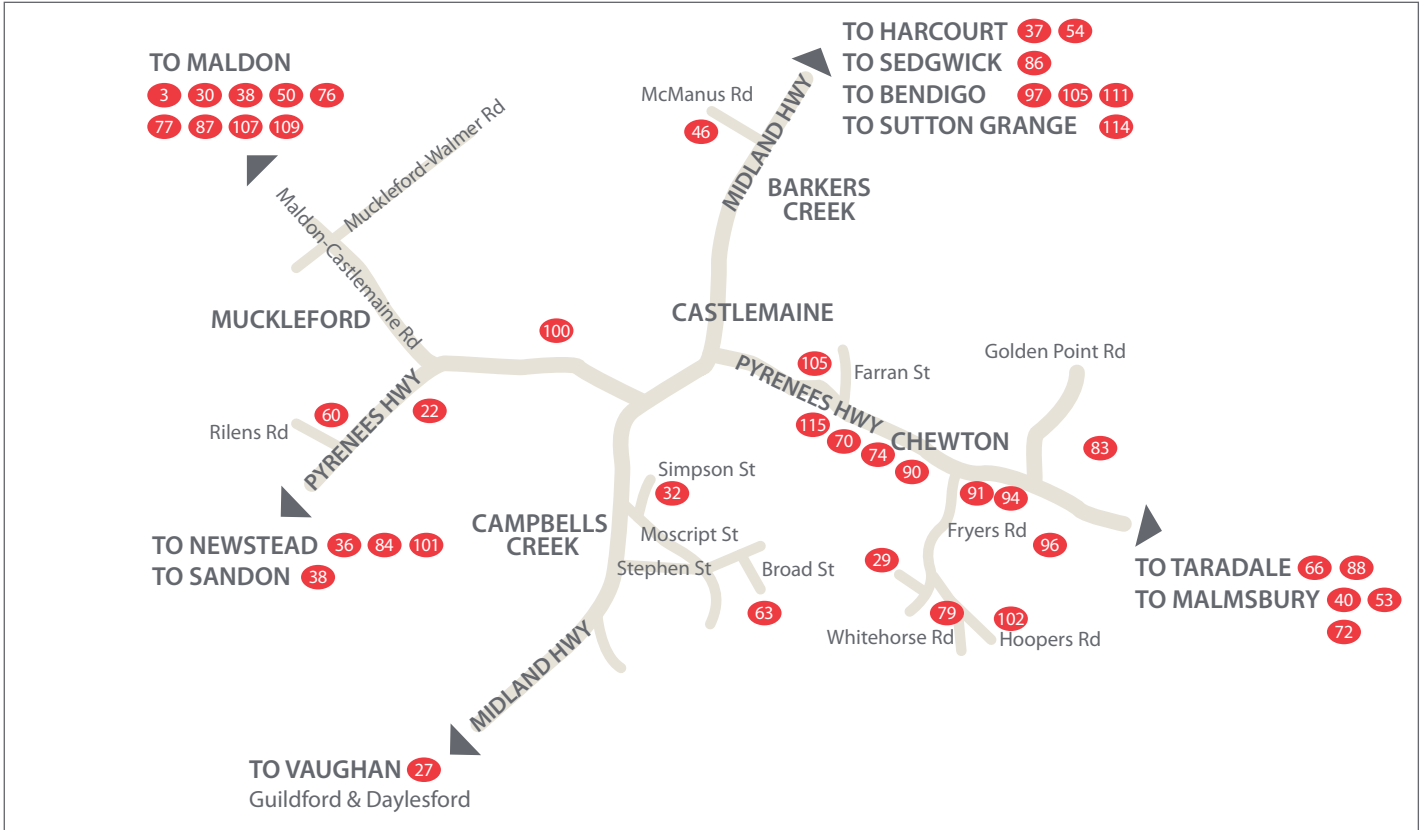 TO MALDON
3 30 38 50 76
77 87 107 109
TO HARCOURT 37 54
TO SEDGWICK 86
TO BENDIGO 97 105 111
TO SUTTON GRANGE 114
McManus Rd
46
MIDLAND HWY
BARKERS
CREEK
Muckleford-Walmer Rd
Maldon-Castlemaine Rd
MUCKLEFORD
100
CASTLEMAINE
Golden Point Rd
105
Farran St
PYRENEES HWY
60
22
Rilens Rd
PYRENEES HWY
115
70
74
90
CHEWTON
83
Simpson St
32
91
94
CAMPBELLS
CREEK
Moscript St
Fryers Rd
96
TO NEWSTEAD 36 84 101
TO SANDON 38
Stephen St
Broad St
63
29
79
102
Whitehorse Rd
Hoopers Rd
TO TARADALE 66 88
TO MALMSBURY 40 53
72
MIDLAND HWY
TO VAUGHAN 27
Guildford & Daylesford